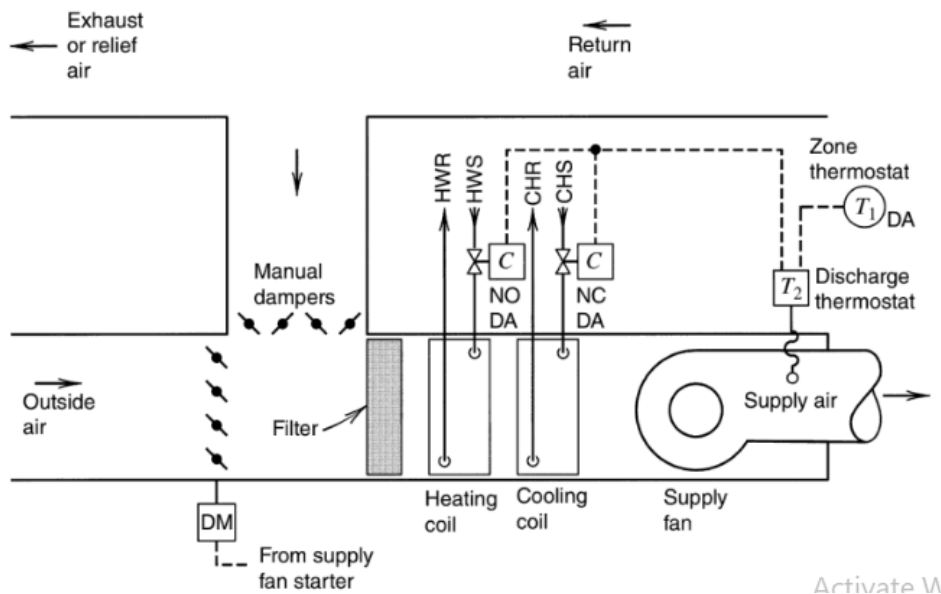 Exhaust
or relief
air
Return
air
Zone
thermostat
T1
DA
HWR
HWS
CHR
CHS
C
C
Manual
dampers
NO
DA
NC
DA
T2
Discharge
thermostat
Outside
air
Filter
Supply air
Heating
coil
Cooling
coil
Supply
fan
DM
From supply
fan starter
Activate W